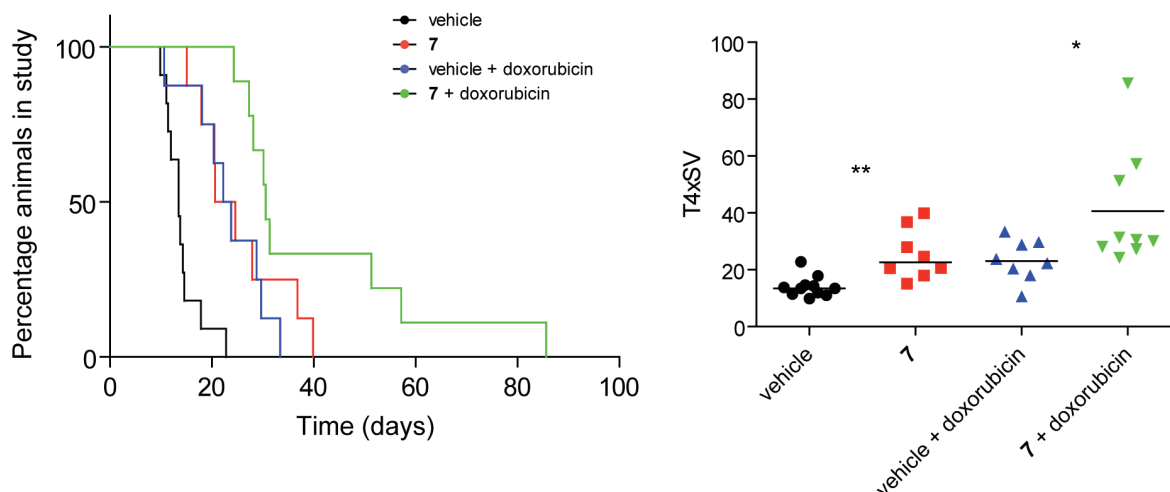 vehicle
7
vehicle + doxorubicin
7 + doxorubicin
Percentage animals in study
100
50
0
0 20 40 60 80 100
Time (days)
T4xSV
100
80
60
40
20
0
**
*
vehicle
7
vehicle + doxorubicin
7 + doxorubicin